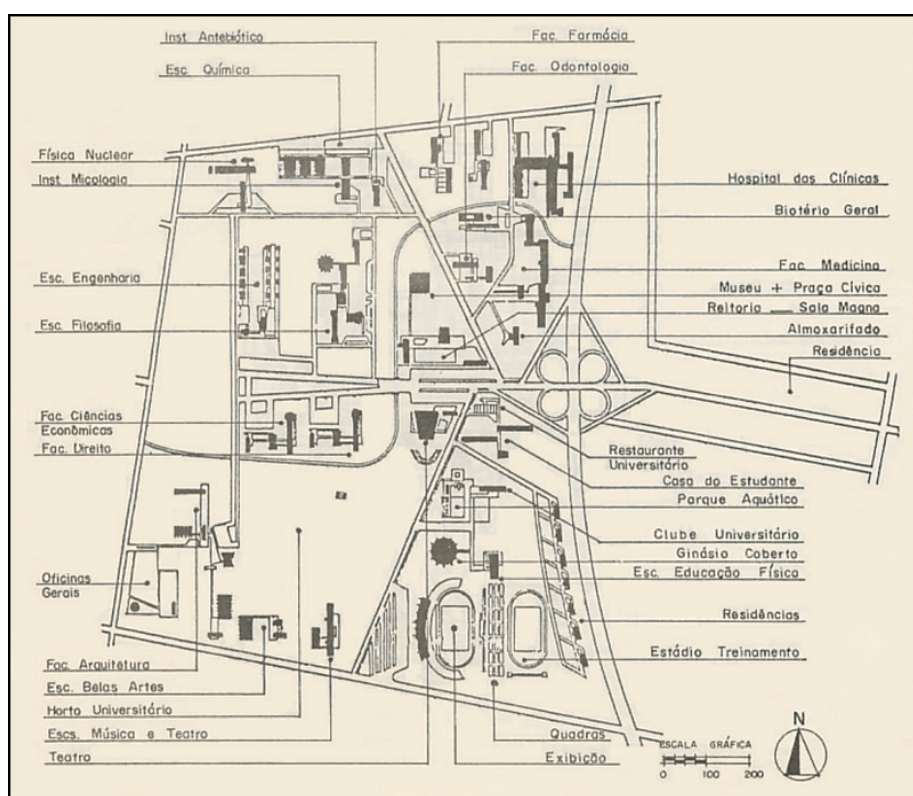 Inst. Antebiótico
Esc. Química
Física Nuclear
Inst. Micologia
Esc. Engenharia
Esc. Filosofia
Fac. Ciências
Econômicas
Fac. Direito
Oficinas
Gerais
Fac. Arquitetura
Esc. Belas Artes
Horto Universitário
Escs. Música e Teatro
Teatro
Fac. Farmácia
Fac. Odontologia
Hospital das Clínicas
Biotério Geral
Fac. Medicina
Museu + Praça Cívica
Reitoria — Sala Magna
Almoxarifado
Residência
Restaurante
Universitário
Casa do Estudante
Parque Aquático
Clube Universitário
Ginásio Coberto
Esc. Educação Física
Residências
Estádio Treinamento
Quadras
Exibição
ESCALA GRÁFICA
0 100 200
N